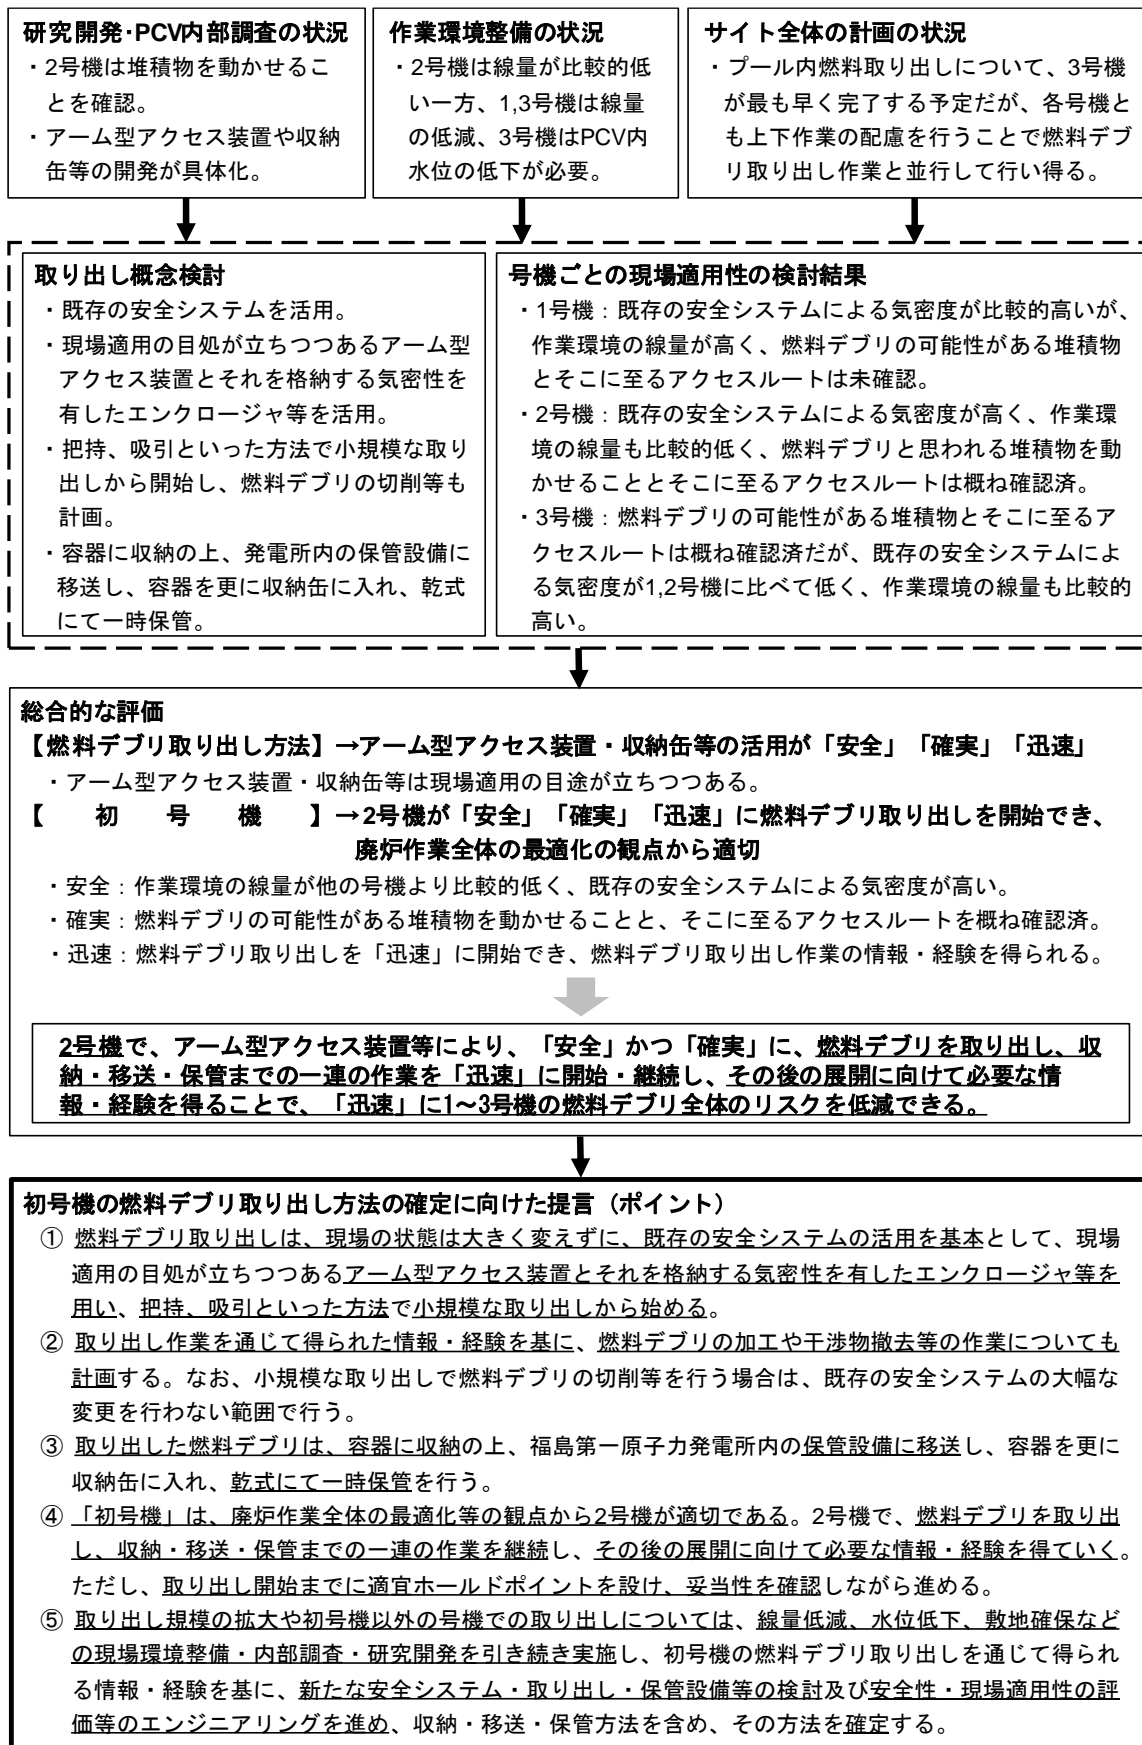 研究開発･PCV内部調査の状況
・2号機は堆積物を動かせるこ
とを確認。
・アーム型アクセス装置や収納
缶等の開発が具体化。
作業環境整備の状況
・2号機は線量が比較的低
い一方、1,3号機は線量
の低減、3号機はPCV内
水位の低下が必要。
サイト全体の計画の状況
・プール内燃料取り出しについて、3号機
が最も早く完了する予定だが、各号機と
も上下作業の配慮を行うことで燃料デブ
リ取り出し作業と並行して行い得る。
取り出し概念検討
・既存の安全システムを活用。
・現場適用の目処が立ちつつあるアーム型
アクセス装置とそれを格納する気密性を
有したエンクロージャ等を活用。
・把持、吸引といった方法で小規模な取り
出しから開始し、燃料デブリの切削等も
計画。
・容器に収納の上、発電所内の保管設備に
移送し、容器を更に収納缶に入れ、乾式
にて一時保管。
号機ごとの現場適用性の検討結果
・1号機：既存の安全システムによる気密度が比較的高いが、
作業環境の線量が高く、燃料デブリの可能性がある堆積物
とそこに至るアクセスルートは未確認。
・2号機：既存の安全システムによる気密度が高く、作業環
境の線量も比較的低く、燃料デブリと思われる堆積物を動
かせることとそこに至るアクセスルートは概ね確認済。
・3号機：燃料デブリの可能性がある堆積物とそこに至るア
クセスルートは概ね確認済だが、既存の安全システムによ
る気密度が1,2号機に比べて低く、作業環境の線量も比較的
高い。
総合的な評価
【燃料デブリ取り出し方法】→アーム型アクセス装置・収納缶等の活用が「安全」「確実」「迅速」
・アーム型アクセス装置・収納缶等は現場適用の目途が立ちつつある。
【　初　号　機　】→2号機が「安全」「確実」「迅速」に燃料デブリ取り出しを開始でき、
廃炉作業全体の最適化の観点から適切
・安全：作業環境の線量が他の号機より比較的低く、既存の安全システムによる気密度が高い。
・確実：燃料デブリの可能性がある堆積物を動かせることと、そこに至るアクセスルートを概ね確認済。
・迅速：燃料デブリ取り出しを「迅速」に開始でき、燃料デブリ取り出し作業の情報・経験を得られる。
2号機で、アーム型アクセス装置等により、「安全」かつ「確実」に、燃料デブリを取り出し、収
納・移送・保管までの一連の作業を「迅速」に開始・継続し、その後の展開に向けて必要な情
報・経験を得ることで、「迅速」に1～3号機の燃料デブリ全体のリスクを低減できる。
初号機の燃料デブリ取り出し方法の確定に向けた提言（ポイント）
① 燃料デブリ取り出しは、現場の状態は大きく変えずに、既存の安全システムの活用を基本として、現場
適用の目処が立ちつつあるアーム型アクセス装置とそれを格納する気密性を有したエンクロージャ等を
用い、把持、吸引といった方法で小規模な取り出しから始める。
② 取り出し作業を通じて得られた情報・経験を基に、燃料デブリの加工や干渉物撤去等の作業についても
計画する。なお、小規模な取り出しで燃料デブリの切削等を行う場合は、既存の安全システムの大幅な
変更を行わない範囲で行う。
③ 取り出した燃料デブリは、容器に収納の上、福島第一原子力発電所内の保管設備に移送し、容器を更に
収納缶に入れ、乾式にて一時保管を行う。
④ 「初号機」は、廃炉作業全体の最適化等の観点から2号機が適切である。2号機で、燃料デブリを取り出
し、収納・移送・保管までの一連の作業を継続し、その後の展開に向けて必要な情報・経験を得ていく。
ただし、取り出し開始までに適宜ホールドポイントを設け、妥当性を確認しながら進める。
⑤ 取り出し規模の拡大や初号機以外の号機での取り出しについては、線量低減、水位低下、敷地確保など
の現場環境整備・内部調査・研究開発を引き続き実施し、初号機の燃料デブリ取り出しを通じて得られ
る情報・経験を基に、新たな安全システム・取り出し・保管設備等の検討及び安全性・現場適用性の評
価等のエンジニアリングを進め、収納・移送・保管方法を含め、その方法を確定する。